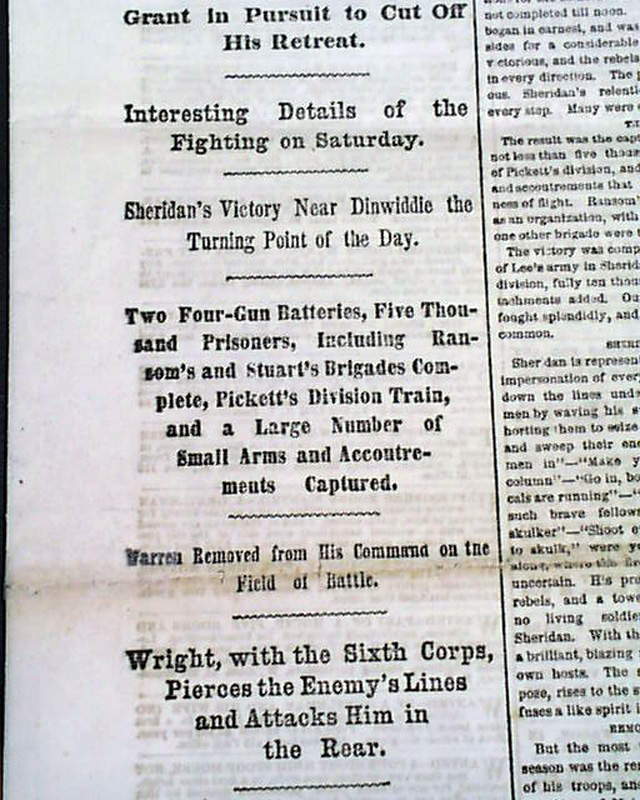 Grant in Pursuit to Cut Off
His Retreat.
Interesting Details of the
Fighting on Saturday.
Sheridan's Victory Near Dinwiddie the
Turning Point of the Day.
Two Four-Gun Batteries, Five Thou-
sand Prisoners, Including Ran-
som's and Stuart's Brigades Com-
plete, Pickett's Division Train,
and a Large Number of
Small Arms and Accoutre-
ments Captured.
Warren Removed from His Command on the
Field of Battle.
Wright, with the Sixth Corps,
Pierces the Enemy's Lines
and Attacks Him in
the Rear.
not completed till noon.
began in earnest, and was
sides for a considerable
victorious, and the rebels
in every direction. The
ous. Sheridan's relentl
every step. Many were
The result was the capt
not less than five thous
of Pickett's division, and
and accoutrements that
ness of flight. Ransom'
as an organization, with
one other brigade were
The victory was comp
of Lee's army in Sherid
division, fully ten thou
tachments added. Ou
fought splendidly, and
common.
Sheridan is represent
impersonation of every
down the lines und
men by waving his s
horting them to seize
and sweep their en
men in"—"Make y
column"—"Go in, bo
cals are running"—
such brave fellows
skulker"—"Shoot
to skulk," were
alone, where the
uncertain. His pr
rebels, and a towe
no living soldie
Sheridan. With th
a brilliant, blazing
own hosts. The
pose, rises to the s
fuses a like spirit i
But the most
season was the re
of his troops, and